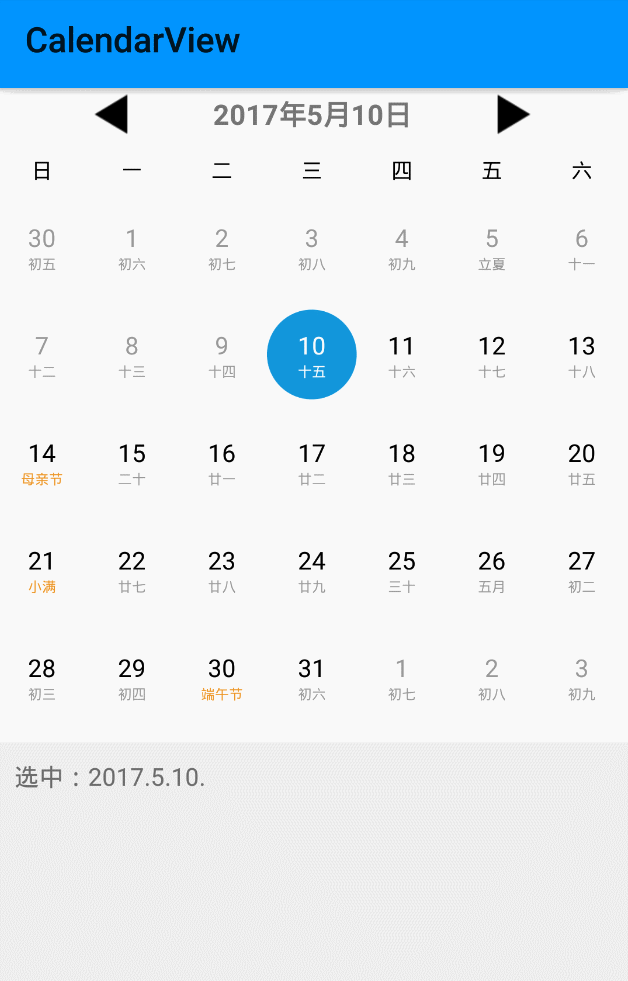 CalendarView
2017年5月10日
日 一 二 三 四 五 六
30 1 2 3 4 5 6
初五 初六 初七 初八 初九 立夏 十一
7 8 9 10 11 12 13
十二 十三 十四 十五 十六 十七 十八
14 15 16 17 18 19 20
母亲节 二十 廿一 廿二 廿三 廿四 廿五
21 22 23 24 25 26 27
小满 廿七 廿八 廿九 三十 五月 初二
28 29 30 31 1 2 3
初三 初四 端午节 初六 初七 初八 初九
选中：2017.5.10.